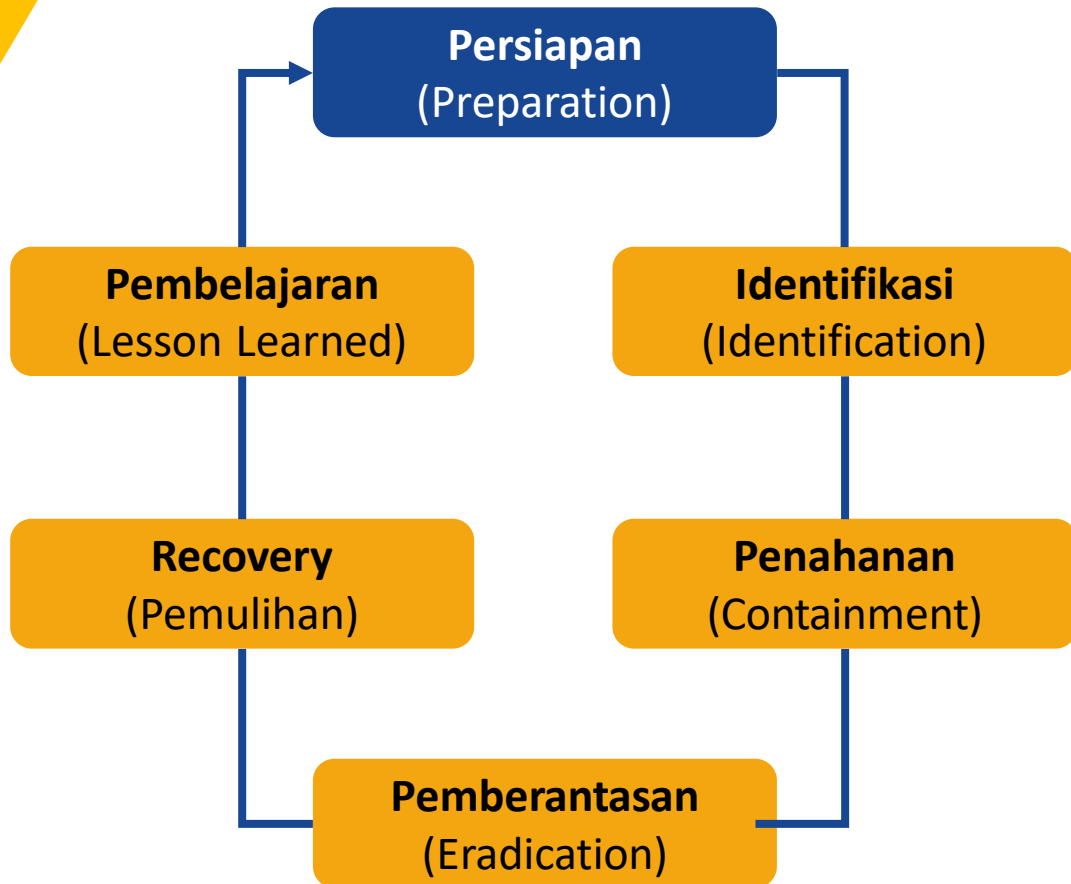 Persiapan
(Preparation)
Pembelajaran
(Lesson Learned)
Identifikasi
(Identification)
Recovery
(Pemulihan)
Penahanan
(Containment)
Pemberantasan
(Eradication)